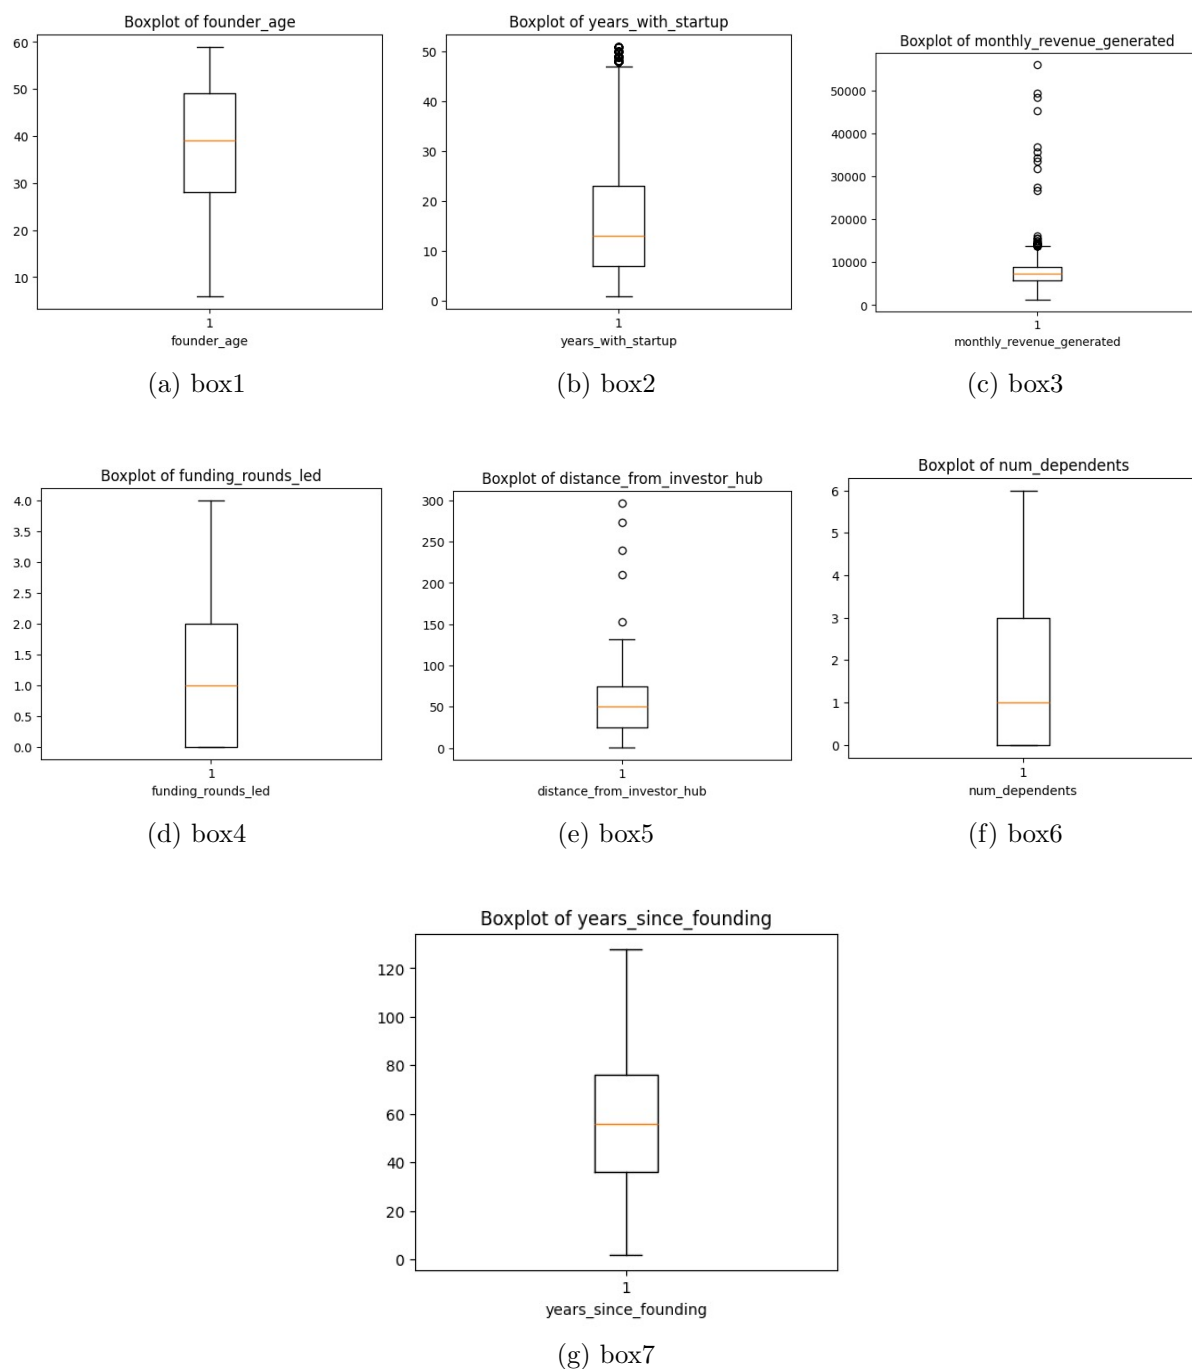 Boxplot of founder_age
60
50
40
30
20
10
1
founder_age
(a) box1
Boxplot of years_with_startup
50
40
30
20
10
0
1
years_with_startup
(b) box2
Boxplot of monthly_revenue_generated
50000
40000
30000
20000
10000
0
1
monthly_revenue_generated
(c) box3
Boxplot of funding_rounds_led
4.0
3.5
3.0
2.5
2.0
1.5
1.0
0.5
0.0
1
funding_rounds_led
(d) box4
Boxplot of distance_from_investor_hub
300
250
200
150
100
50
0
1
distance_from_investor_hub
(e) box5
Boxplot of num_dependents
6
5
4
3
2
1
0
1
num_dependents
(f) box6
Boxplot of years_since_founding
120
100
80
60
40
20
0
1
years_since_founding
(g) box7